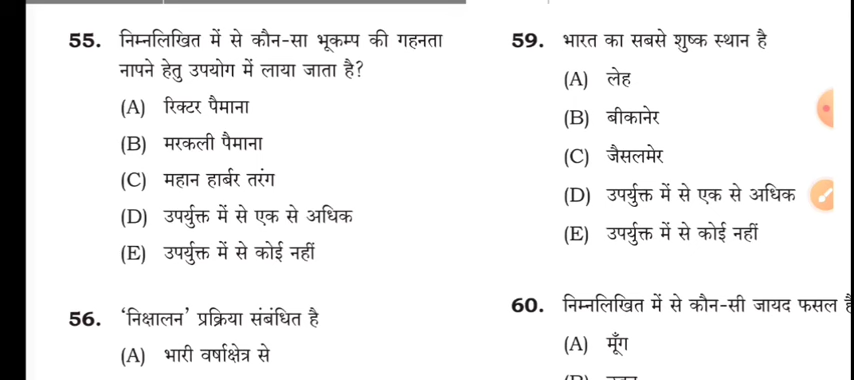 55. निम्नलिखित में से कौन-सा भूकम्प की गहनता
नापने हेतु उपयोग में लाया जाता है?
(A) रिक्टर पैमाना
(B) मरकली पैमाना
(C) महान हार्बर तरंग
(D) उपर्युक्त में से एक से अधिक
(E) उपर्युक्त में से कोई नहीं
56. ‘निक्षालन’ प्रक्रिया संबंधित है
(A) भारी वर्षाक्षेत्र से
59. भारत का सबसे शुष्क स्थान है
(A) लेह
(B) बीकानेर
(C) जैसलमेर
(D) उपर्युक्त में से एक से अधिक
(E) उपर्युक्त में से कोई नहीं
60. निम्नलिखित में से कौन-सी जायद फसल है
(A) मूँग